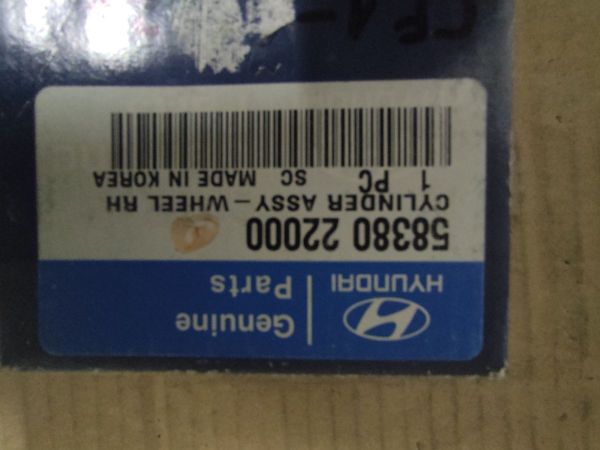 HYUNDAI
Genuine
Parts
58380 22000
CYLINDER ASSY-WHEEL RH
1 PC SC MADE IN KOREA